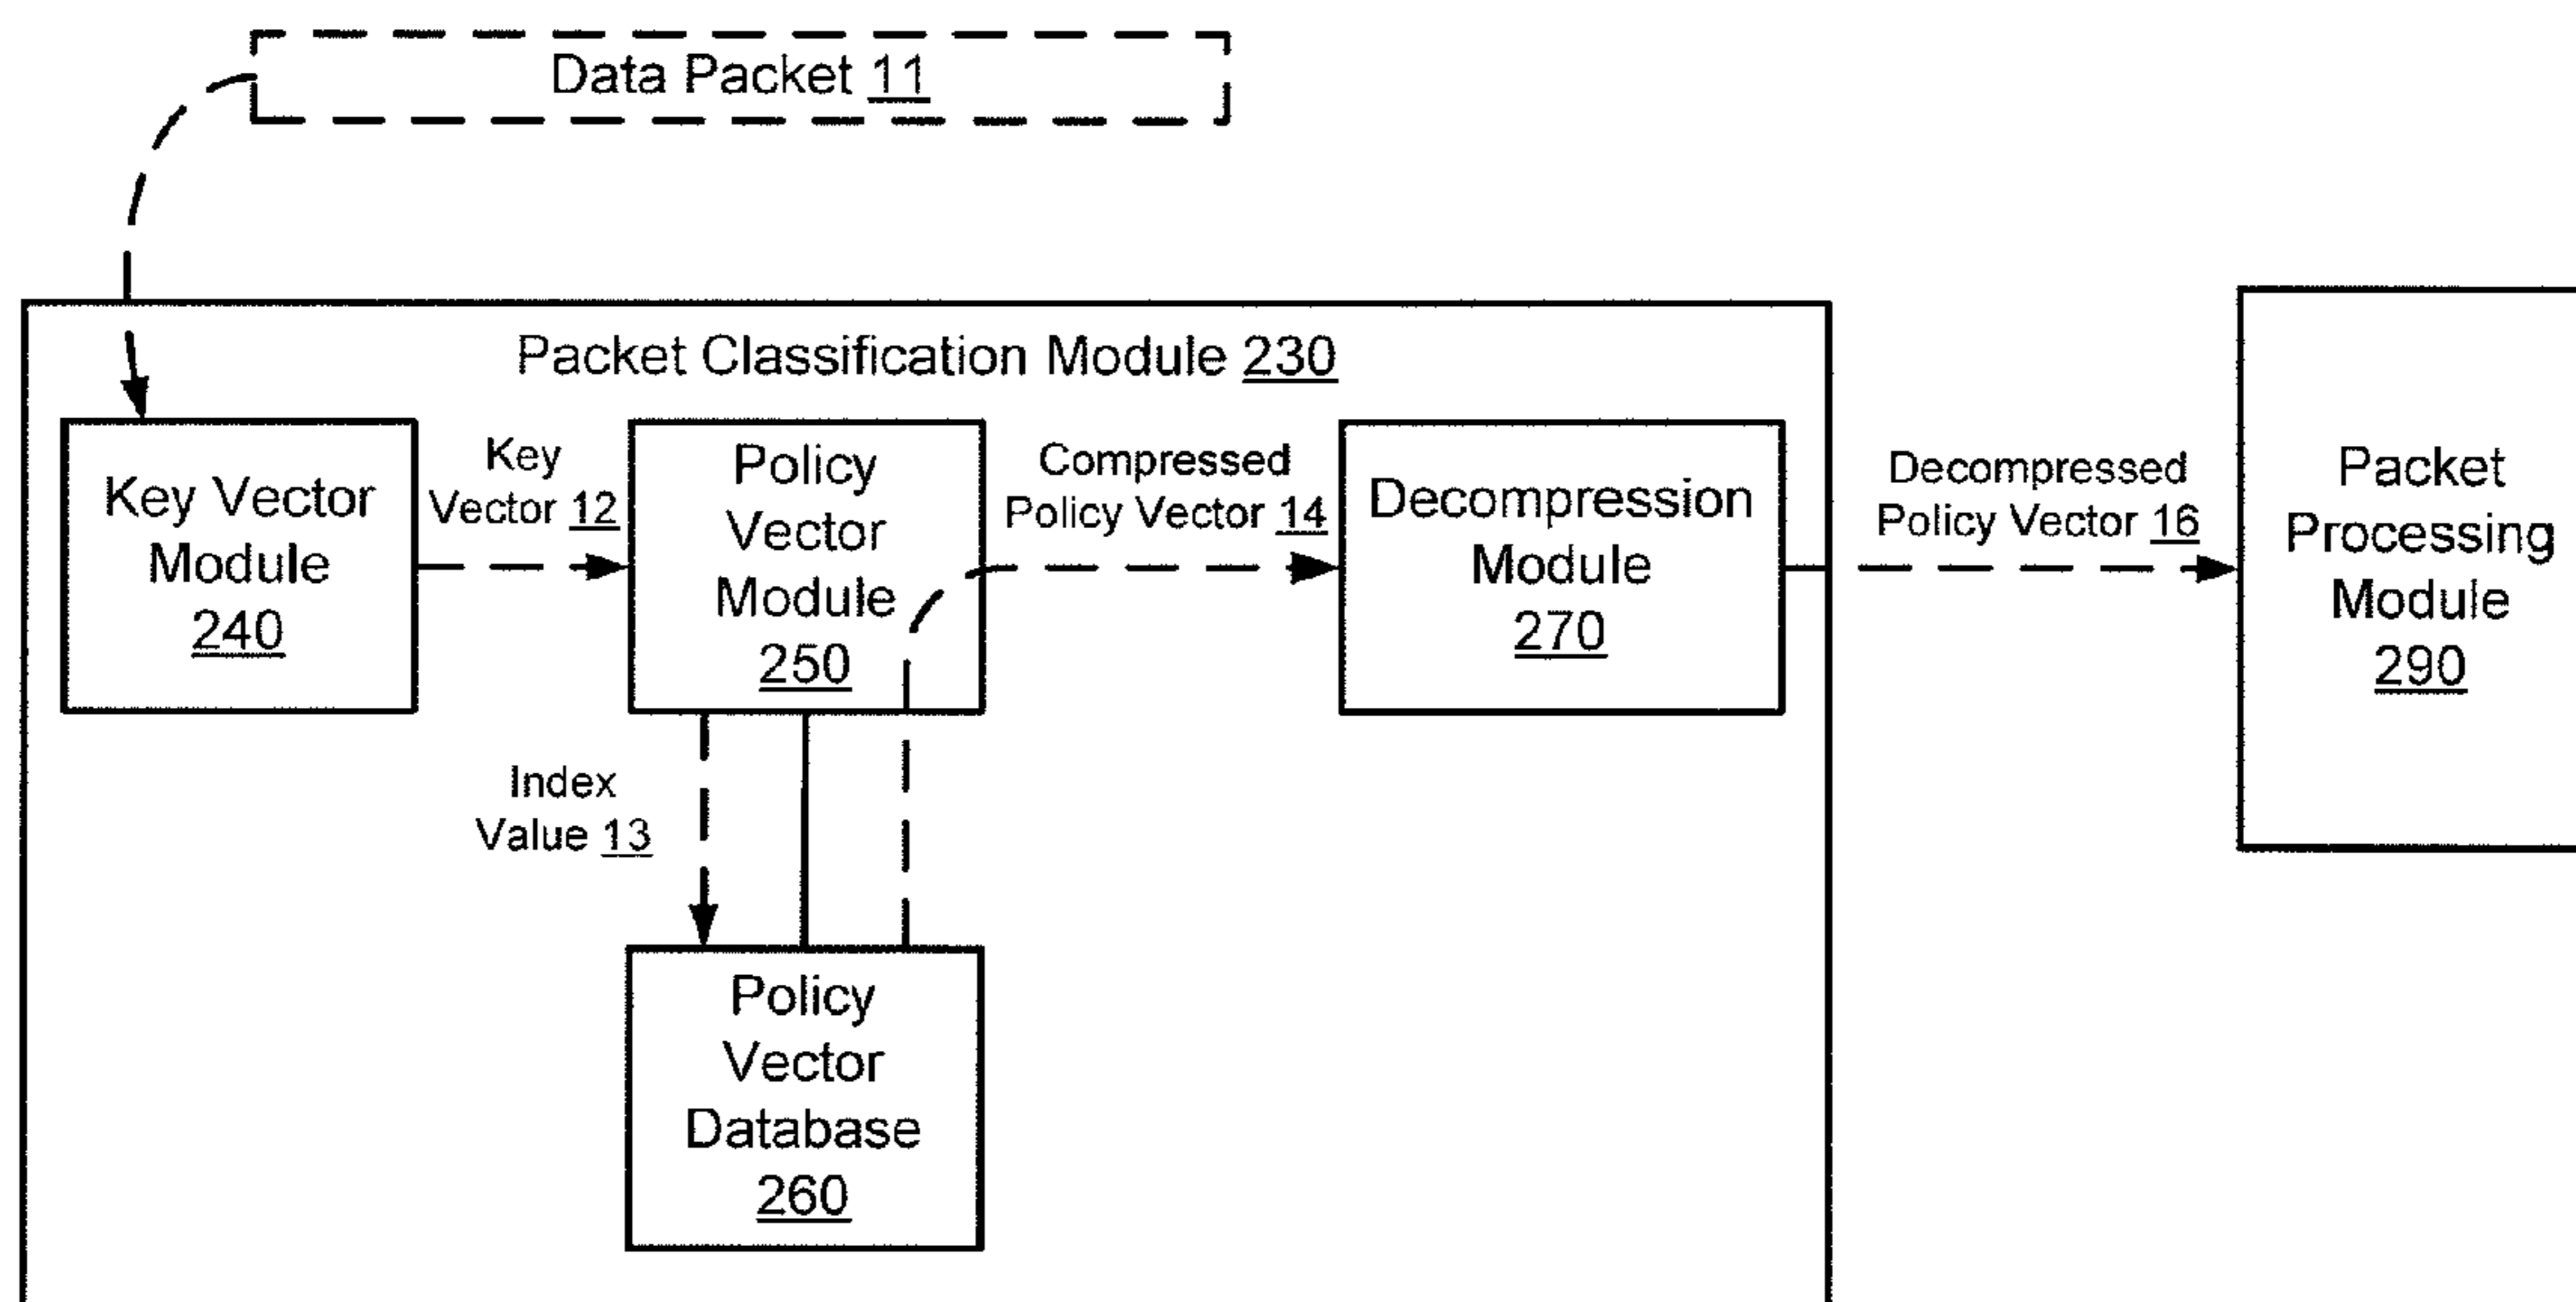 Data Packet 11
Packet Classification Module 230
Key Vector
Module
240
Key
Vector 12
Policy
Vector
Module
250
Compressed
Policy Vector 14
Decompression
Module
270
Decompressed
Policy Vector 16
Packet
Processing
Module
290
Index
Value 13
Policy
Vector
Database
260